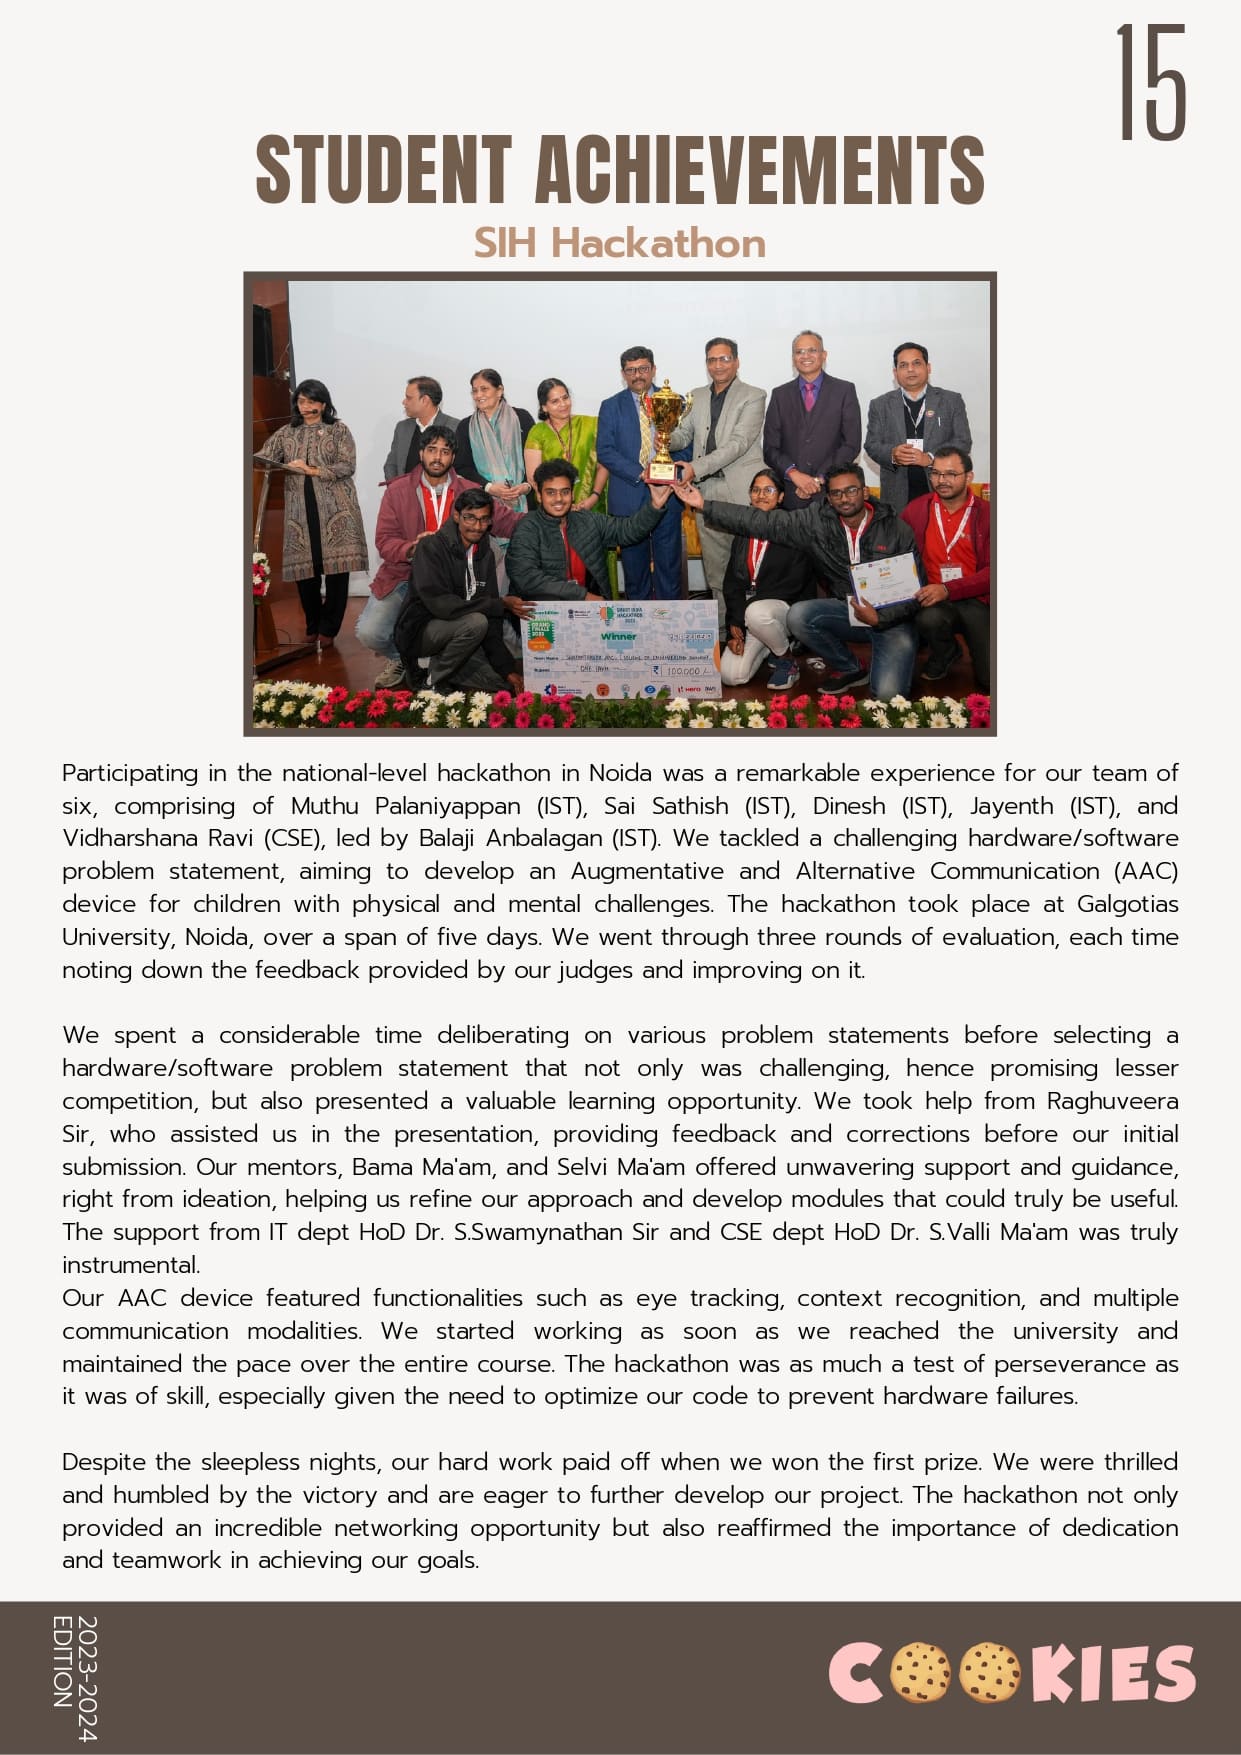 15
STUDENT ACHIEVEMENTS
SIH Hackathon
FINALE
SMART INDIA
HACKATHON
2023
GRAND
FINALE
2023
Winner
Team Name
Rupees
ONE LAKH
₹ 100,000 /-
Hero
Participating in the national-level hackathon in Noida was a remarkable experience for our team of
six, comprising of Muthu Palaniyappan (IST), Sai Sathish (IST), Dinesh (IST), Jayenth (IST), and
Vidharshana Ravi (CSE), led by Balaji Anbalagan (IST). We tackled a challenging hardware/software
problem statement, aiming to develop an Augmentative and Alternative Communication (AAC)
device for children with physical and mental challenges. The hackathon took place at Galgotias
University, Noida, over a span of five days. We went through three rounds of evaluation, each time
noting down the feedback provided by our judges and improving on it.
We spent a considerable time deliberating on various problem statements before selecting a
hardware/software problem statement that not only was challenging, hence promising lesser
competition, but also presented a valuable learning opportunity. We took help from Raghuveera
Sir, who assisted us in the presentation, providing feedback and corrections before our initial
submission. Our mentors, Bama Ma'am, and Selvi Ma'am offered unwavering support and guidance,
right from ideation, helping us refine our approach and develop modules that could truly be useful.
The support from IT dept HoD Dr. S.Swamynathan Sir and CSE dept HoD Dr. S.Valli Ma'am was truly
instrumental.
Our AAC device featured functionalities such as eye tracking, context recognition, and multiple
communication modalities. We started working as soon as we reached the university and
maintained the pace over the entire course. The hackathon was as much a test of perseverance as
it was of skill, especially given the need to optimize our code to prevent hardware failures.
Despite the sleepless nights, our hard work paid off when we won the first prize. We were thrilled
and humbled by the victory and are eager to further develop our project. The hackathon not only
provided an incredible networking opportunity but also reaffirmed the importance of dedication
and teamwork in achieving our goals.
2023-2024
EDITION
COOKIES